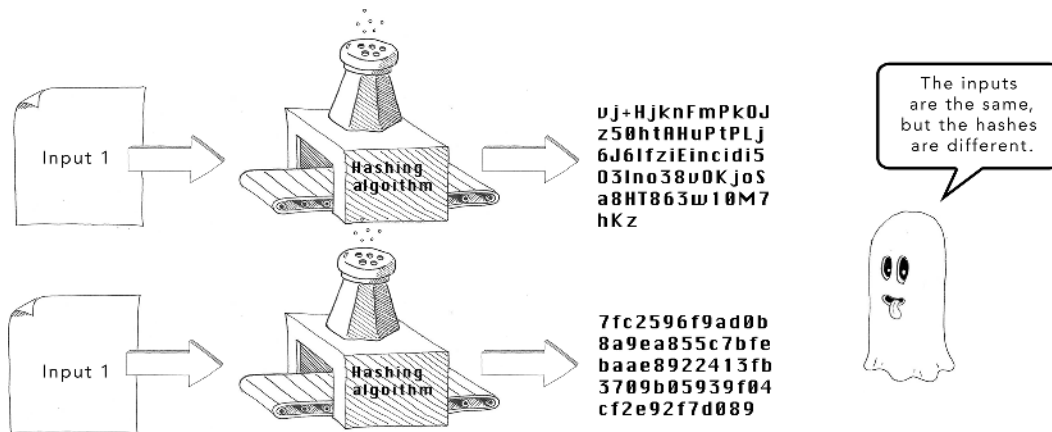 Input 1
Hashing
algorithm
vj+HjknFmPkOJ
z50htAHuPtPLj
6J6IfziEincidi5
O3Ino38vOKjoS
a8HT863w10M7
hKz
The inputs
are the same,
but the hashes
are different.
Input 1
Hashing
algorithm
7fc2596f9ad0b
8a9ea855c7bfe
baae8922413fb
3709b05939f04
cf2e92f7d089